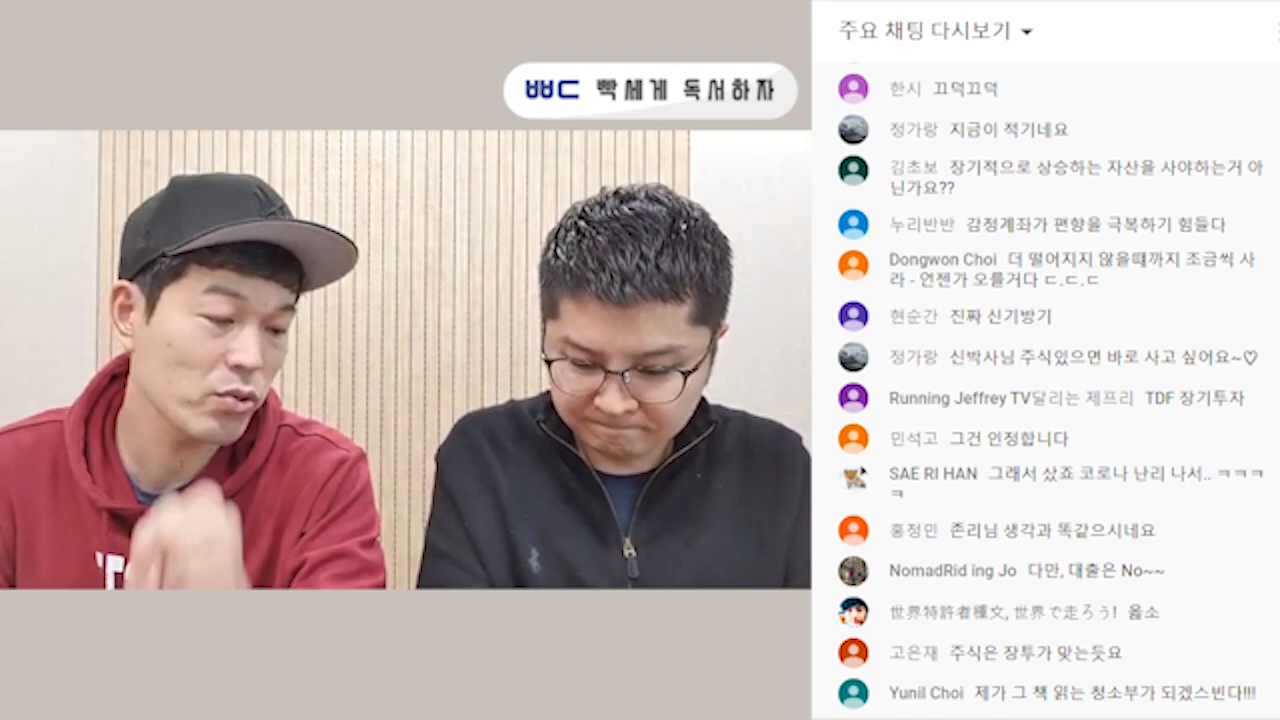 ㅃㄷ 빡세게 독서하자
주요 채팅 다시보기
한시 끄덕끄덕
정가랑 지금이 적기네요
김초보 장기적으로 상승하는 자산을 사야하는거 아
닌가요??
누리반반 감정계좌가 편향을 극복하기 힘들다
Dongwon Choi 더 떨어지지 않을때까지 조금씩 사
라 - 언젠가 오를거다 ㄷ.ㄷ.ㄷ
현순간 진짜 신기방기
정가랑 신박사님 주식있으면 바로 사고 싶어요~♡
Running Jeffrey TV달리는 제프리 TDF 장기투자
민석고 그건 인정합니다
SAE RI HAN 그래서 샀죠 코로나 난리 나서.. ㅋㅋㅋ
ㅋ
홍정민 존리님 생각과 똑같으시네요
NomadRid ing Jo 다만, 대출은 No~~
世界特許者種文, 世界で走ろう! 옳소
고은재 주식은 장투가 맞는듯요
Yunil Choi 제가 그 책 읽는 청소부가 되겠스빈다!!!